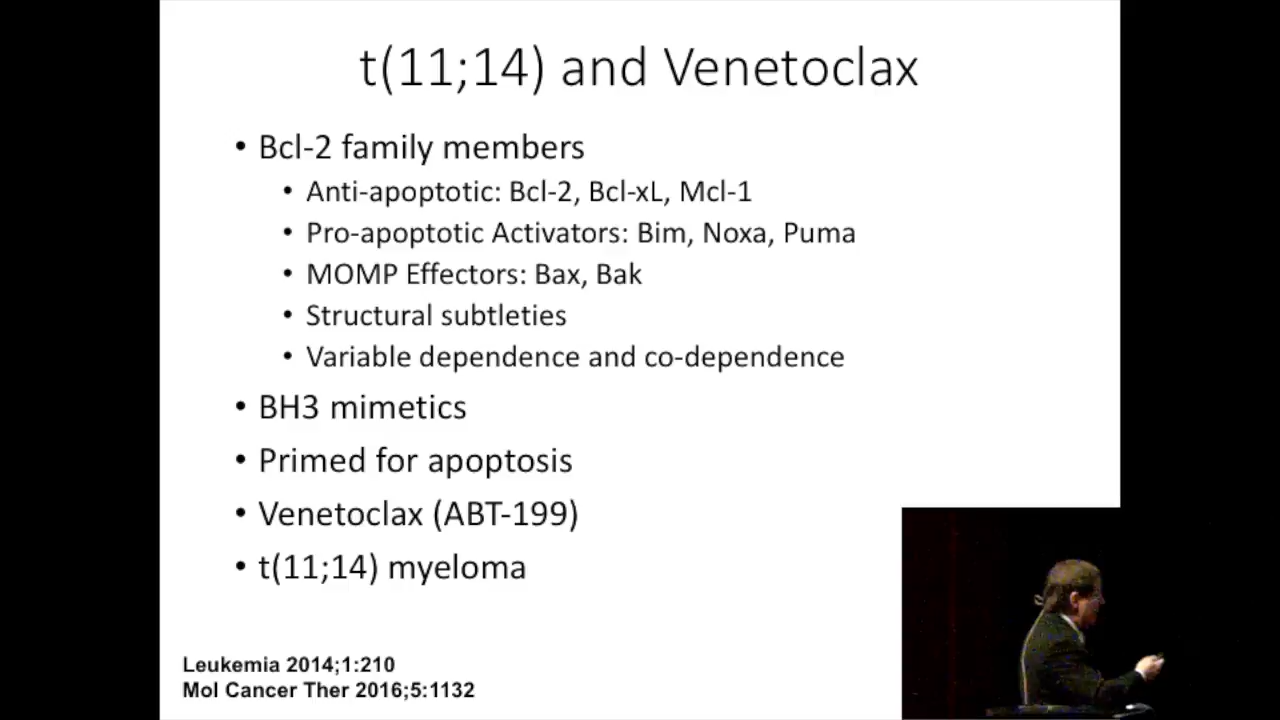 t(11;14) and Venetoclax
• Bcl-2 family members
• Anti-apoptotic: Bcl-2, Bcl-xL, Mcl-1
• Pro-apoptotic Activators: Bim, Noxa, Puma
• MOMP Effectors: Bax, Bak
• Structural subtleties
• Variable dependence and co-dependence
• BH3 mimetics
• Primed for apoptosis
• Venetoclax (ABT-199)
• t(11;14) myeloma
Leukemia 2014;1:210
Mol Cancer Ther 2016;5:1132